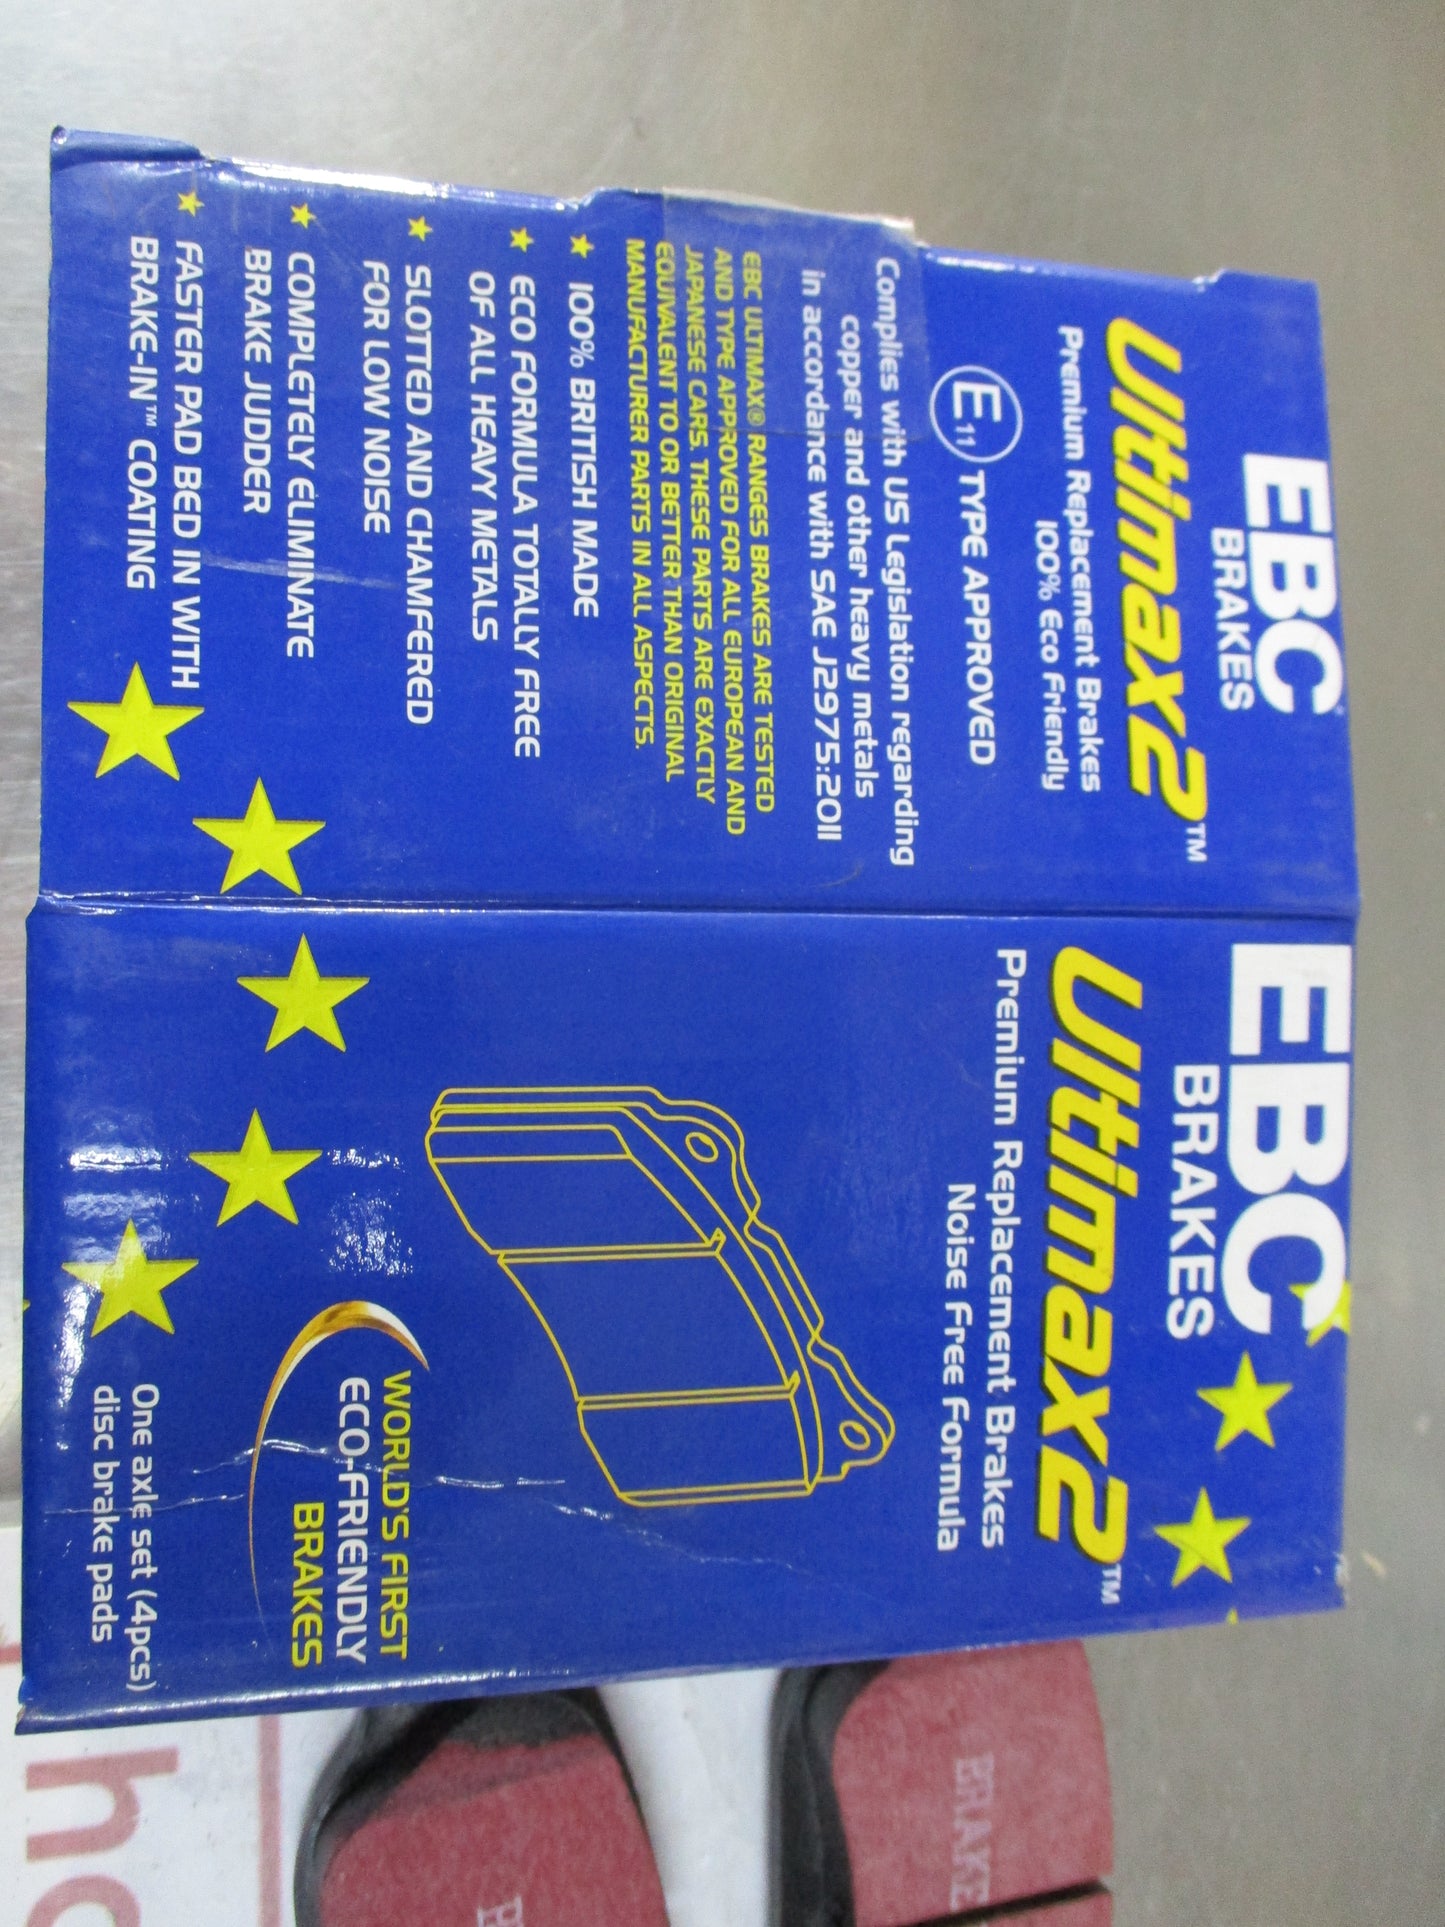 EBC
BRAKES
Ultimax2™
Premium Replacement Brakes
100% Eco Friendly
E11 TYPE APPROVED
Complies with US Legislation regarding
copper and other heavy metals
in accordance with SAE J2975:2011
EBC ULTIMAX® RANGES BRAKES ARE TESTED
AND TYPE APPROVED FOR ALL EUROPEAN AND
JAPANESE CARS. THESE PARTS ARE EXACTLY
EQUIVALENT TO OR BETTER THAN ORIGINAL
MANUFACTURER PARTS IN ALL ASPECTS.
★ 100% BRITISH MADE
★ ECO FORMULA TOTALLY FREE
OF ALL HEAVY METALS
★ SLOTTED AND CHAMFERED
FOR LOW NOISE
★ COMPLETELY ELIMINATE
BRAKE JUDDER
★ FASTER PAD BED IN WITH
BRAKE-IN™ COATING
EBC
BRAKES
Ultimax2™
Premium Replacement Brakes
Noise Free Formula
WORLD'S FIRST
ECO-FRIENDLY
BRAKES
One axle set (4pcs)
disc brake pads